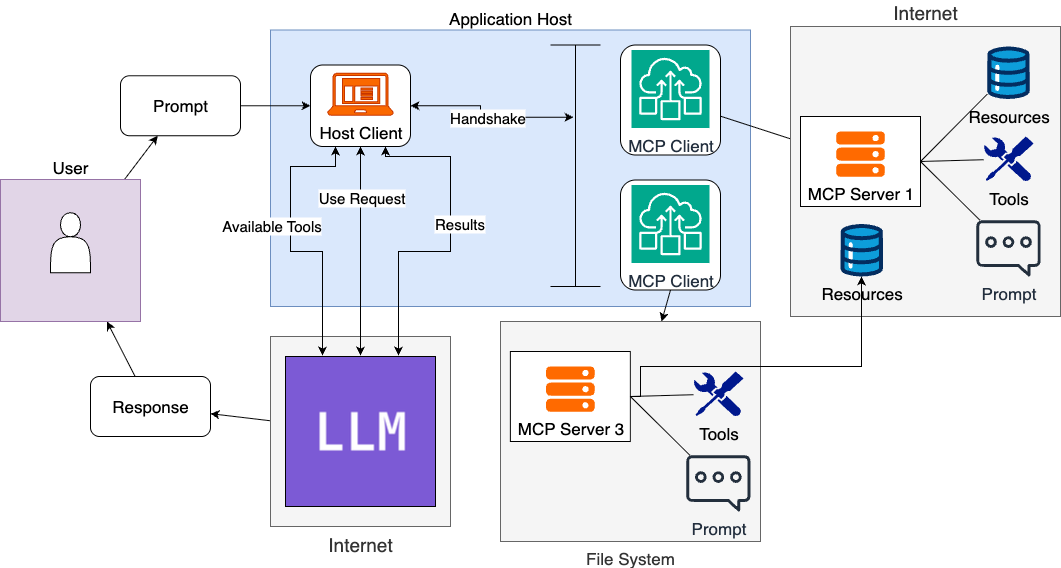 Application Host
Internet
Prompt
Host Client
Handshake
MCP Client
Resources
MCP Server 1
Tools
User
Use Request
Available Tools
Results
MCP Client
Resources
Prompt
Response
LLM
MCP Server 3
Tools
Prompt
Internet
File System